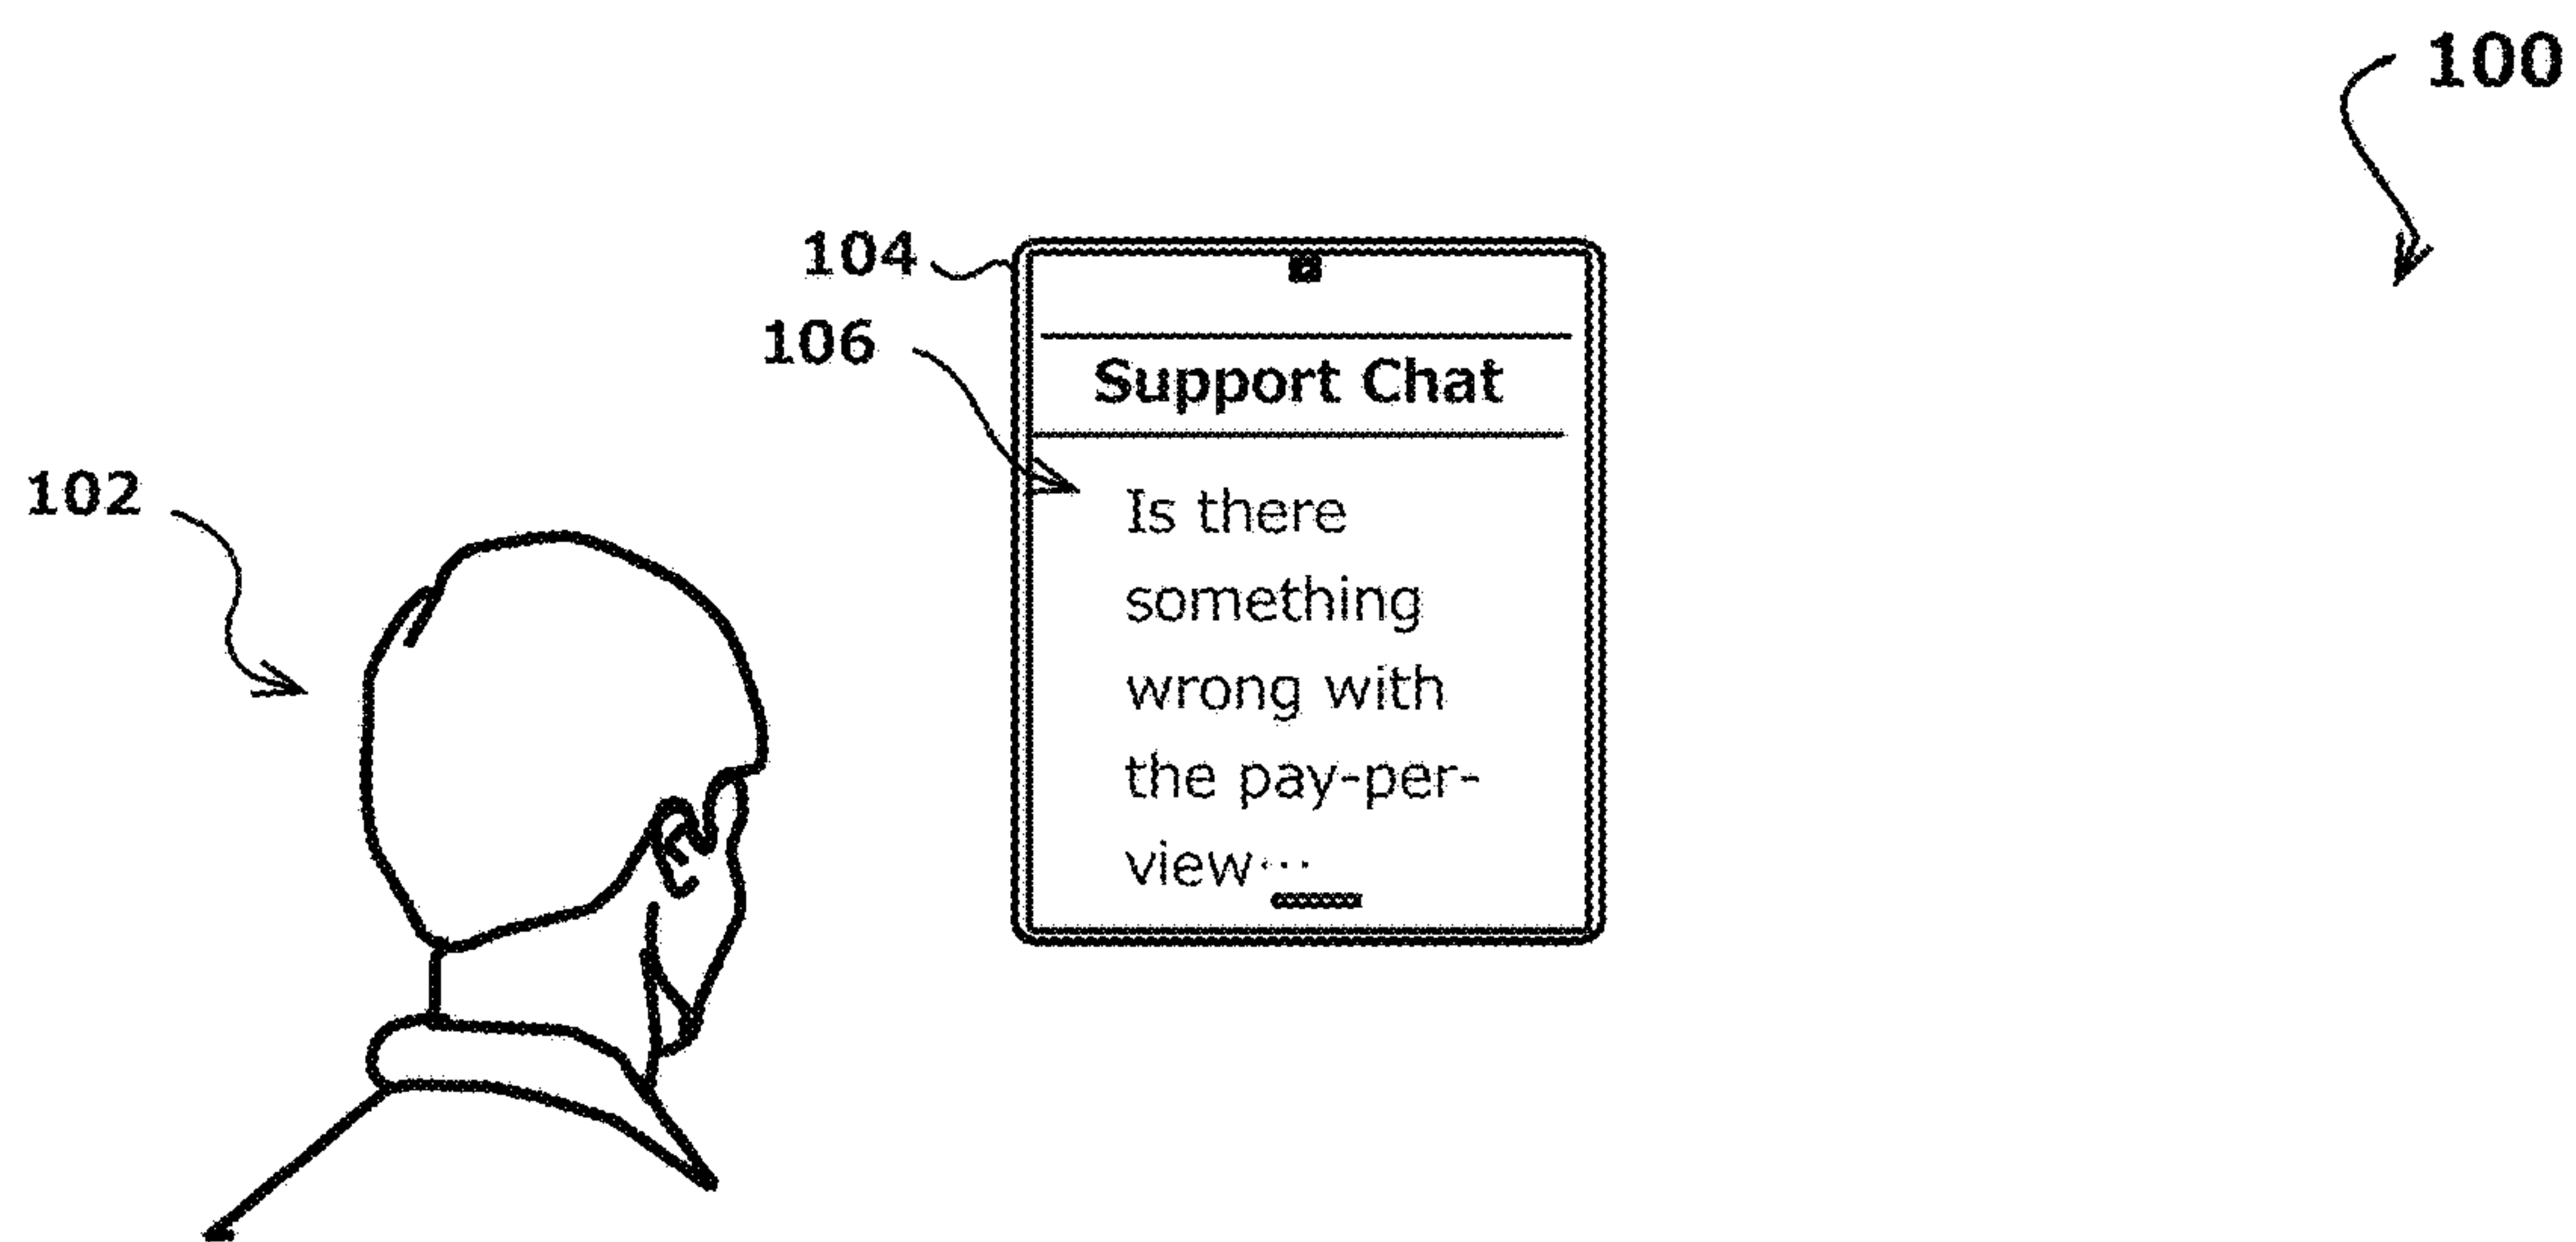 100
104
106
Support Chat
102
Is there
something
wrong with
the pay-per-
view···